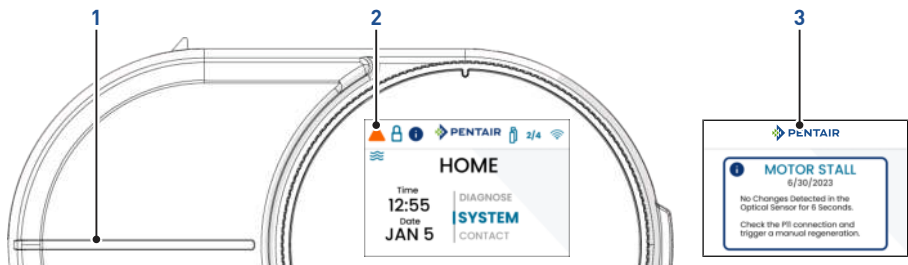 1
2
3
PENTAIR 2/4
HOME
Time
12:55
Date
JAN 5
DIAGNOSE
SYSTEM
CONTACT
PENTAIR
MOTOR STALL
6/30/2023
No Changes Detected in the
Optical Sensor for 6 Seconds.
Check the P11 connection and
trigger a manual regeneration.